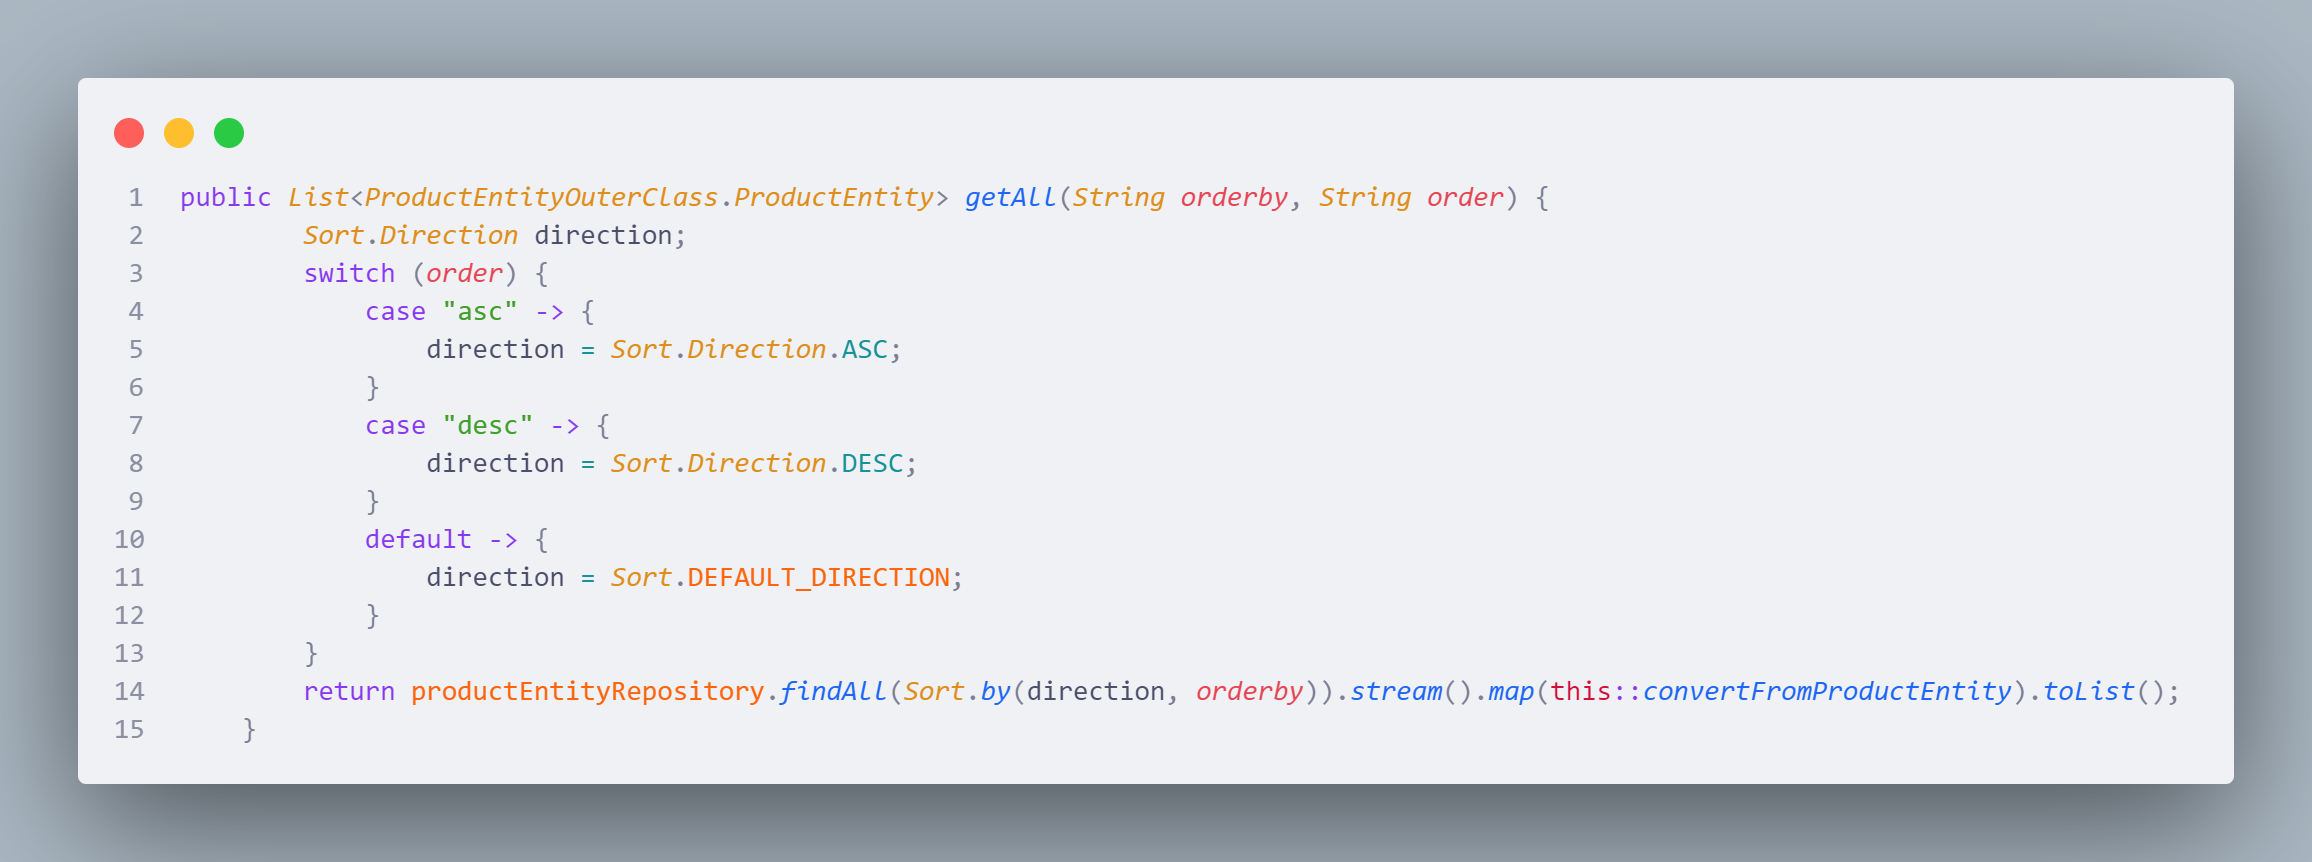 1 public List<ProductEntityOuterClass.ProductEntity> getAll(String orderby, String order) {
2         Sort.Direction direction;
3         switch (order) {
4             case "asc" -> {
5                 direction = Sort.Direction.ASC;
6             }
7             case "desc" -> {
8                 direction = Sort.Direction.DESC;
9             }
10             default -> {
11                 direction = Sort.DEFAULT_DIRECTION;
12             }
13         }
14         return productEntityRepository.findAll(Sort.by(direction, orderby)).stream().map(this::convertFromProductEntity).toList();
15     }